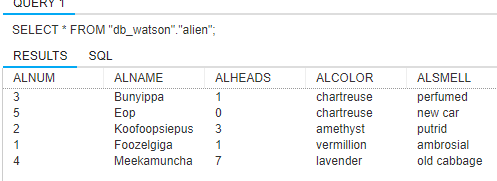 QUERY 1
SELECT * FROM "db_watson"."alien";
RESULTS SQL
ALNUM ALNAME ALHEADS ALCOLOR ALSMELL
3 Bunyippa 1 chartreuse perfumed
5 Eop 0 chartreuse new car
2 Koofoopsiepus 3 amethyst putrid
1 Foozelgiga 1 vermillion ambrosial
4 Meekamuncha 7 lavender old cabbage